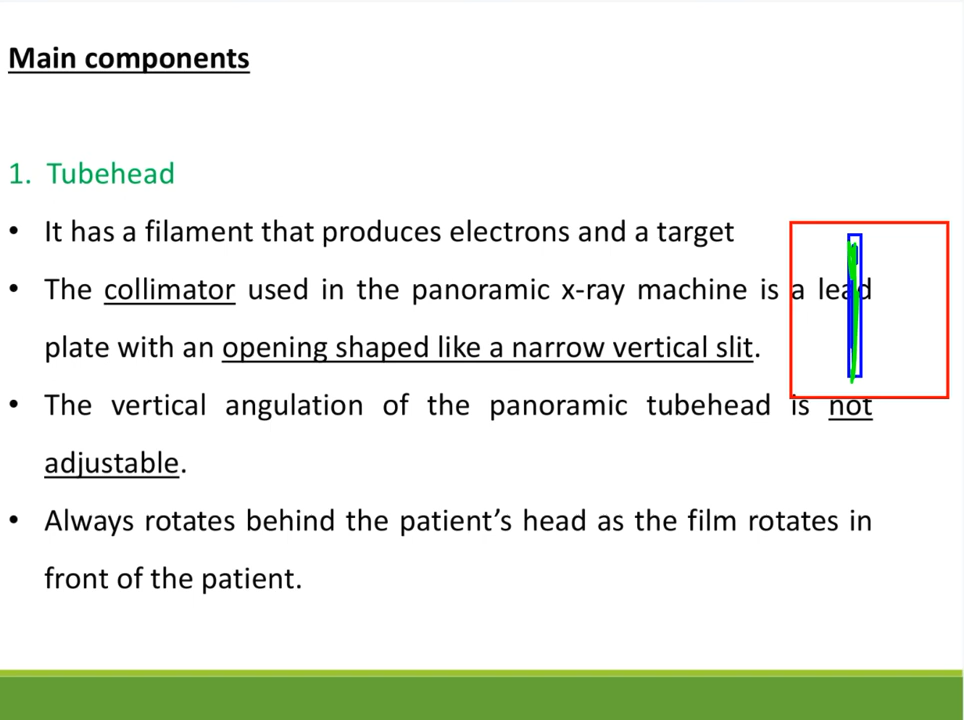 Main components
1. Tubehead
• It has a filament that produces electrons and a target
• The collimator used in the panoramic x-ray machine is a lead
plate with an opening shaped like a narrow vertical slit.
• The vertical angulation of the panoramic tubehead is not
adjustable.
• Always rotates behind the patient’s head as the film rotates in
front of the patient.